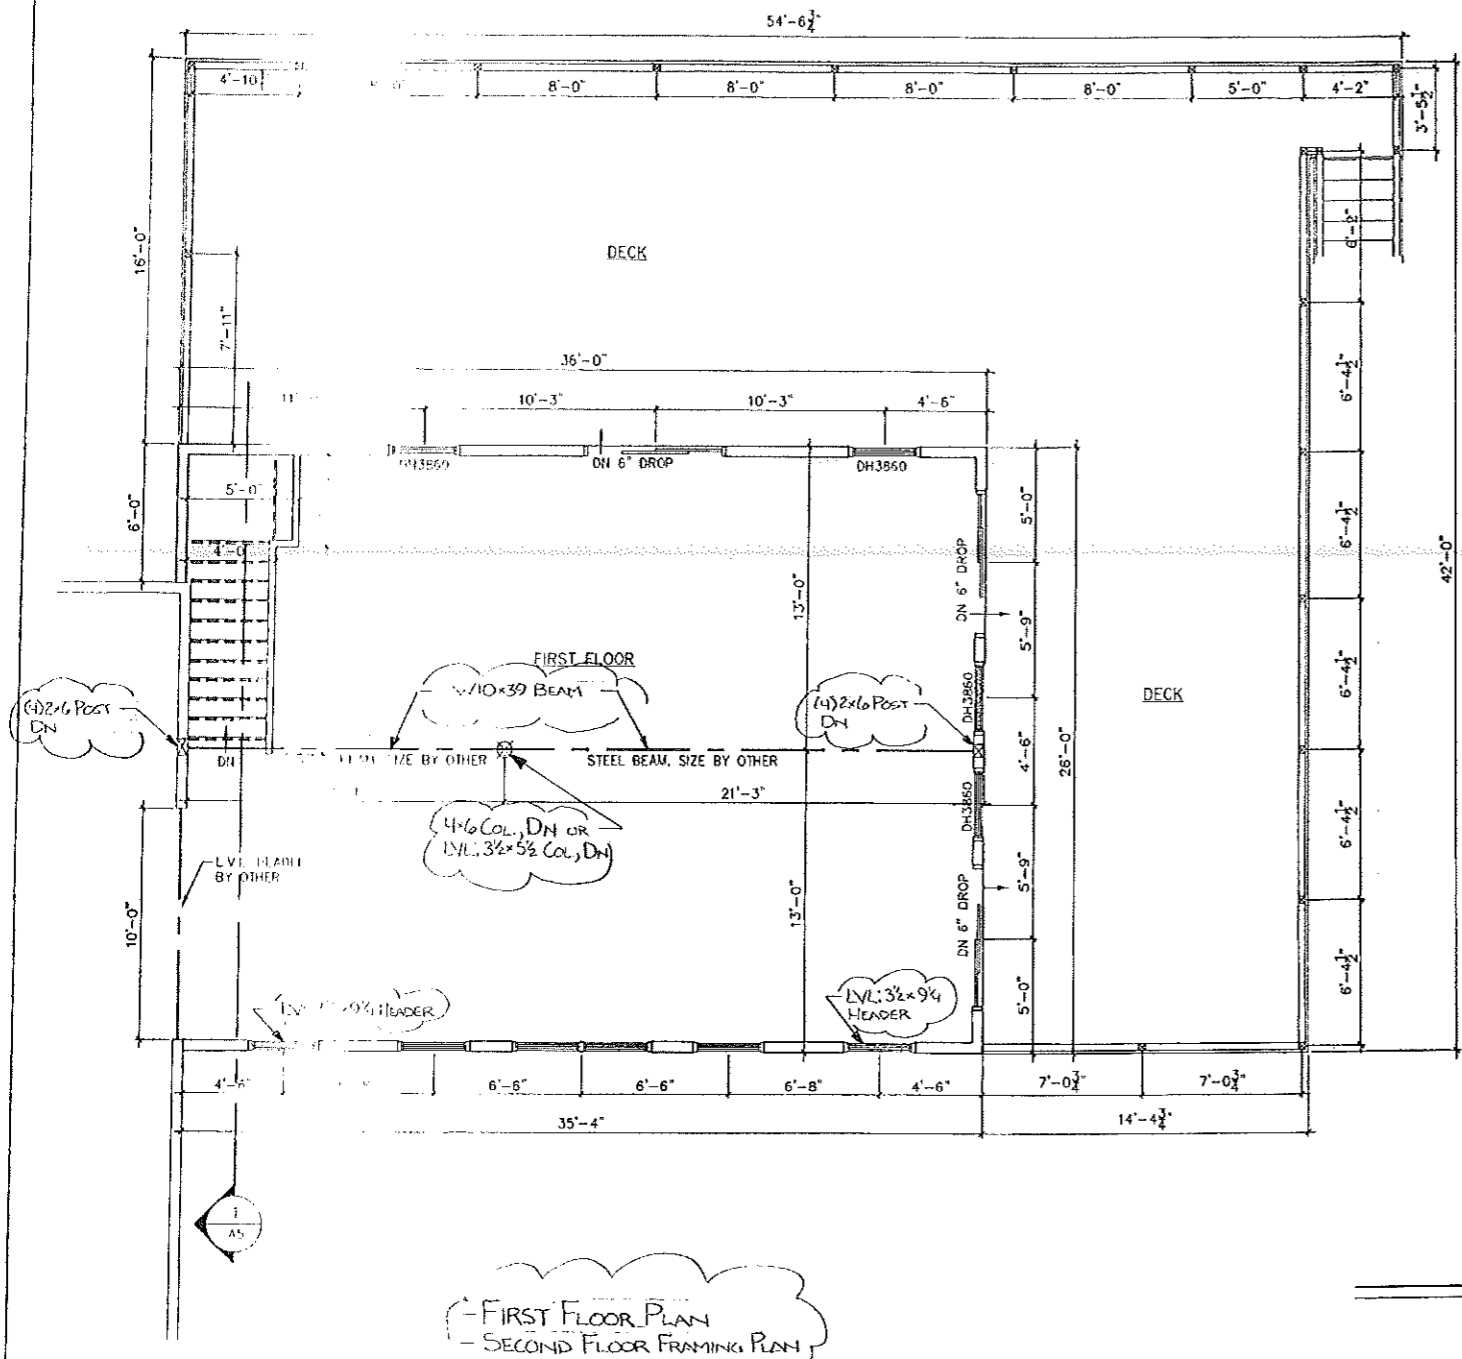 54'-6¾"
4'-10
8'-0"
8'-0"
8'-0"
8'-0"
5'-0"
4'-2"
3'-5½"
16'-0"
DECK
6'-2"
7'-11"
36'-0"
11'
10'-3"
10'-3"
4'-6"
6'-4½"
DH3860
DN 6" DROP
DH3860
5'-0"
6'-0"
5'-0"
6'-4½"
42'-0"
4'-0
DN 6" DROP
13'-0"
5'-9"
FIRST FLOOR
W10×39 BEAM
(4)2×6 POST
DN
(4)2×6 POST
DN
DH3860
DECK
6'-4½"
DN
SIZE BY OTHER
STEEL BEAM, SIZE BY OTHER
4'-6"
26'-0"
21'-3"
DH3860
6'-4½"
4×6 COL., DN OR
LVL: 3½×5½ COL, DN
LVL HEADER
BY OTHER
10'-0"
13'-0"
DN 6" DROP
5'-9"
6'-4½"
HEADER
LVL: 3½×9¼
HEADER
5'-0"
4'-6"
6'-6"
6'-6"
6'-8"
4'-6"
7'-0¾"
7'-0¾"
35'-4"
14'-4¾"
1
A5
- FIRST FLOOR PLAN
- SECOND FLOOR FRAMING PLAN